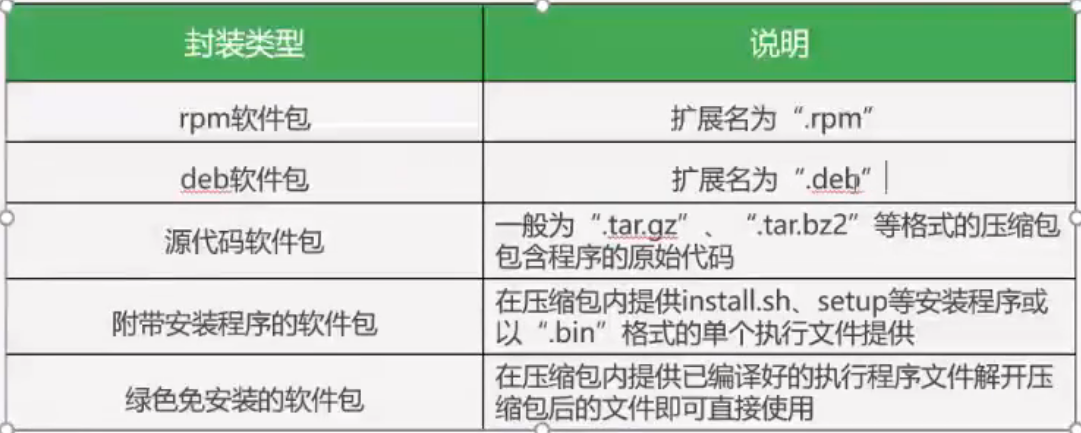 封装类型
说明
rpm软件包
扩展名为“.rpm”
deb软件包
扩展名为“.deb”
源代码软件包
一般为“.tar.gz”、“.tar.bz2”等格式的压缩包
包含程序的原始代码
附带安装程序的软件包
在压缩包内提供install.sh、setup等安装程序或
以“.bin”格式的单个执行文件提供
绿色免安装的软件包
在压缩包内提供已编译好的执行程序文件解开压
缩包后的文件即可直接使用